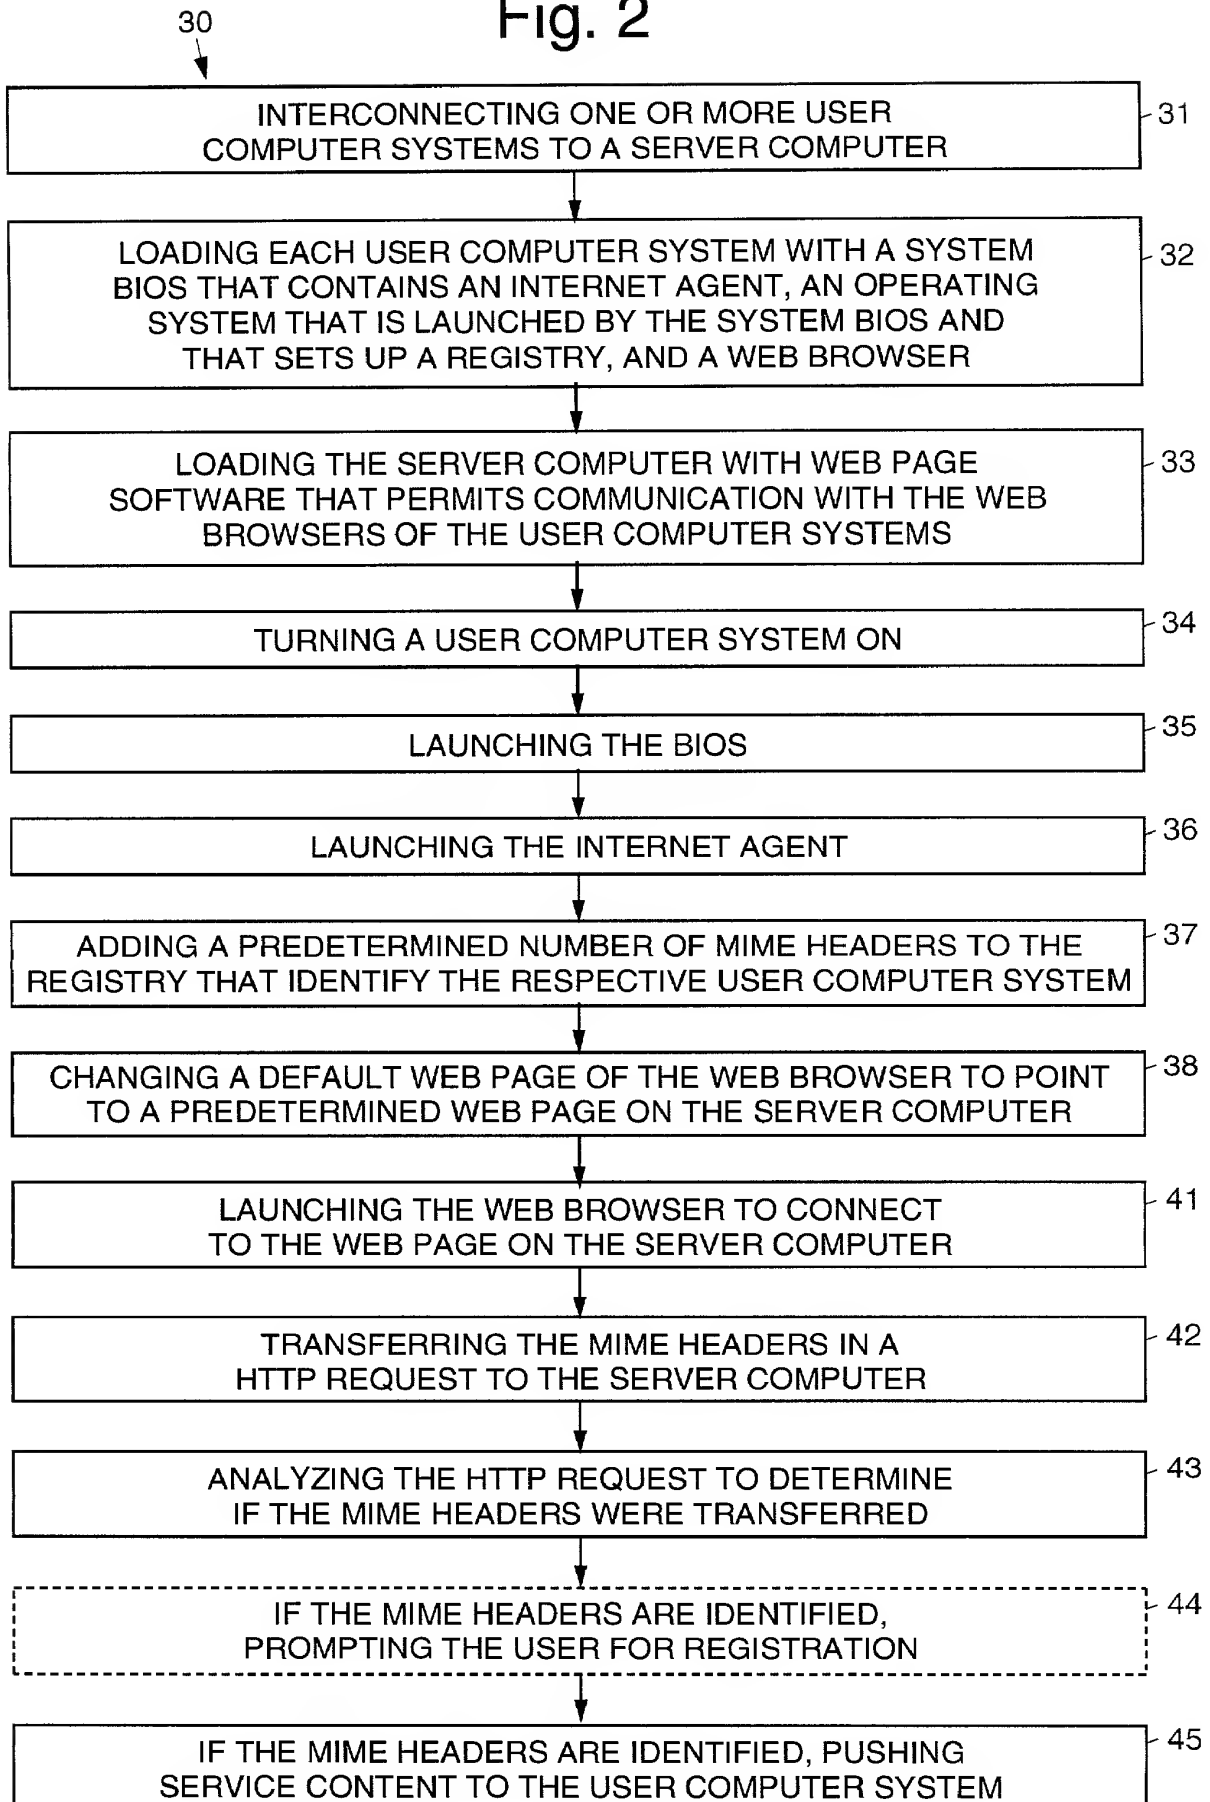 Fig. 2
30
INTERCONNECTING ONE OR MORE USER
COMPUTER SYSTEMS TO A SERVER COMPUTER
31
LOADING EACH USER COMPUTER SYSTEM WITH A SYSTEM
BIOS THAT CONTAINS AN INTERNET AGENT, AN OPERATING
SYSTEM THAT IS LAUNCHED BY THE SYSTEM BIOS AND
THAT SETS UP A REGISTRY, AND A WEB BROWSER
32
LOADING THE SERVER COMPUTER WITH WEB PAGE
SOFTWARE THAT PERMITS COMMUNICATION WITH THE WEB
BROWSERS OF THE USER COMPUTER SYSTEMS
33
TURNING A USER COMPUTER SYSTEM ON
34
LAUNCHING THE BIOS
35
LAUNCHING THE INTERNET AGENT
36
ADDING A PREDETERMINED NUMBER OF MIME HEADERS TO THE
REGISTRY THAT IDENTIFY THE RESPECTIVE USER COMPUTER SYSTEM
37
CHANGING A DEFAULT WEB PAGE OF THE WEB BROWSER TO POINT
TO A PREDETERMINED WEB PAGE ON THE SERVER COMPUTER
38
LAUNCHING THE WEB BROWSER TO CONNECT
TO THE WEB PAGE ON THE SERVER COMPUTER
41
TRANSFERRING THE MIME HEADERS IN A
HTTP REQUEST TO THE SERVER COMPUTER
42
ANALYZING THE HTTP REQUEST TO DETERMINE
IF THE MIME HEADERS WERE TRANSFERRED
43
IF THE MIME HEADERS ARE IDENTIFIED,
PROMPTING THE USER FOR REGISTRATION
44
IF THE MIME HEADERS ARE IDENTIFIED, PUSHING
SERVICE CONTENT TO THE USER COMPUTER SYSTEM
45